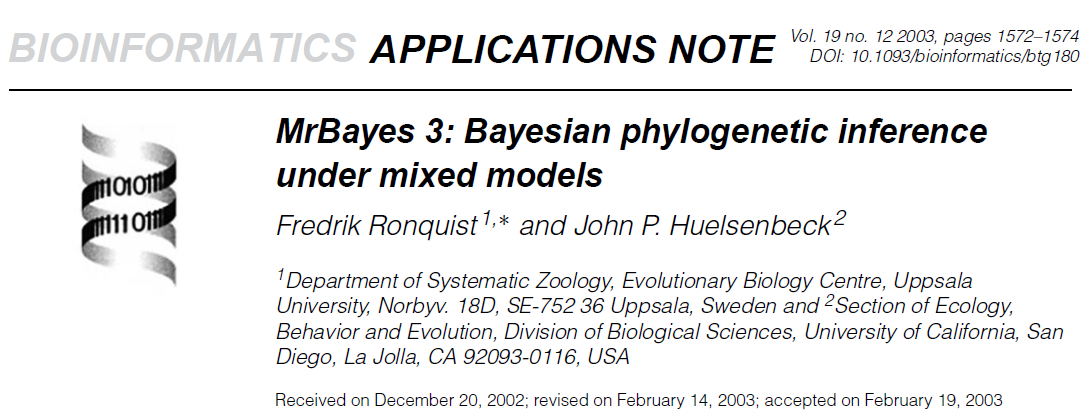 BIOINFORMATICS APPLICATIONS NOTE
Vol. 19 no. 12 2003, pages 1572–1574
DOI: 10.1093/bioinformatics/btg180
MrBayes 3: Bayesian phylogenetic inference
under mixed models
Fredrik Ronquist 1,∗ and John P. Huelsenbeck 2
1Department of Systematic Zoology, Evolutionary Biology Centre, Uppsala
University, Norbyv. 18D, SE-752 36 Uppsala, Sweden and 2Section of Ecology,
Behavior and Evolution, Division of Biological Sciences, University of California, San
Diego, La Jolla, CA 92093-0116, USA
Received on December 20, 2002; revised on February 14, 2003; accepted on February 19, 2003